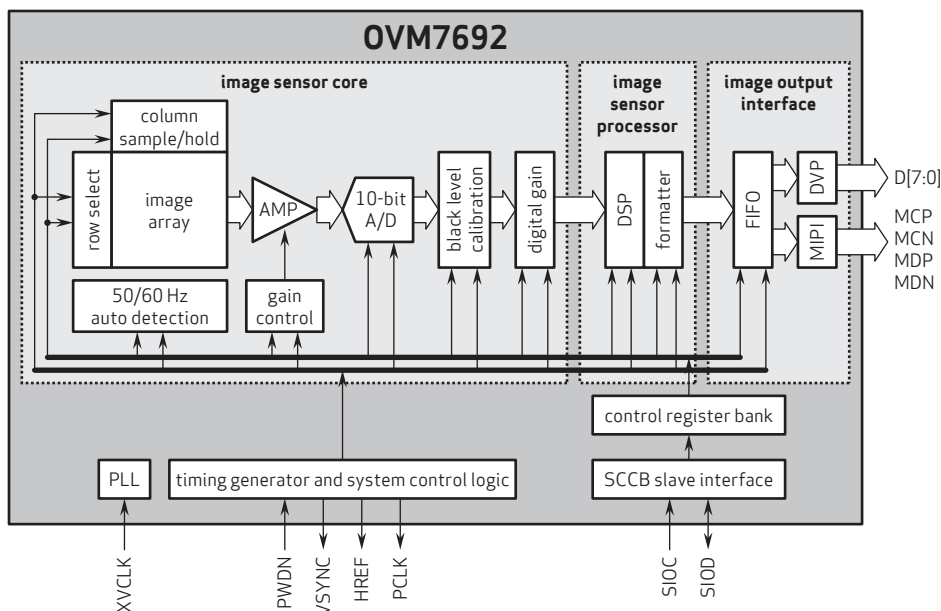 OVM7692
image sensor core
image
sensor
processor
image output
interface
column
sample/hold
row select
image
array
AMP
10-bit
A/D
black level
calibration
digital gain
DSP
formatter
FIFO
DVP
MIPI
D[7:0]
MCP
MCN
MDP
MDN
50/60 Hz
auto detection
gain
control
control register bank
PLL
timing generator and system control logic
SCCB slave interface
XVCLK
PWDN
VSYNC
HREF
PCLK
SIOC
SIOD